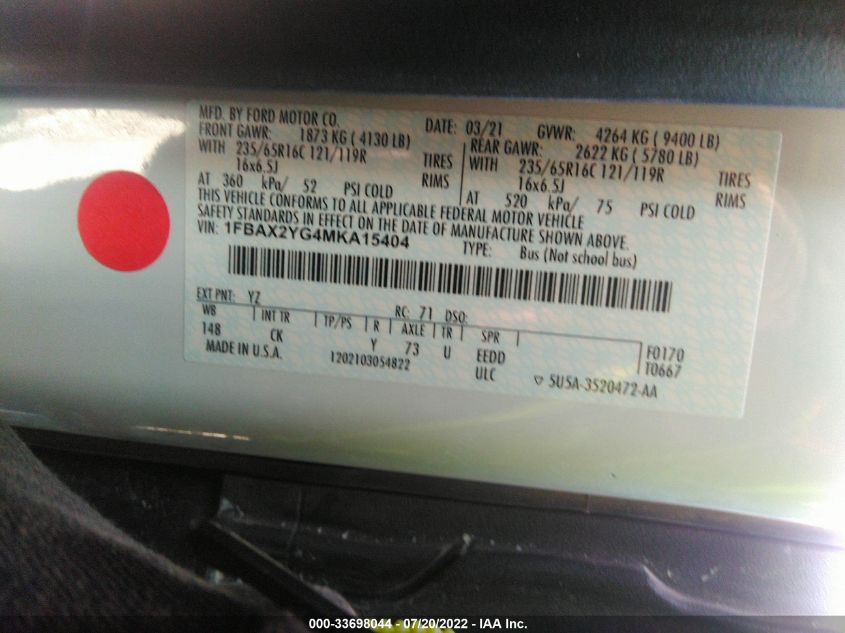 MFD. BY FORD MOTOR CO. DATE: 03/21 GVWR: 4264 KG ( 9400 LB)
FRONT GAWR: 1873 KG ( 4130 LB) REAR GAWR: 2622 KG ( 5780 LB)
WITH 235/65R16C 121/119R TIRES WITH 235/65R16C 121/119R TIRES
16x6.5J RIMS 16x6.5J RIMS
AT 360 kPa/ 52 PSI COLD AT 520 kPa/ 75 PSI COLD
THIS VEHICLE CONFORMS TO ALL APPLICABLE FEDERAL MOTOR VEHICLE
SAFETY STANDARDS IN EFFECT ON THE DATE OF MANUFACTURE SHOWN ABOVE.
VIN: 1FBAX2YG4MKA15404 TYPE: Bus (Not school bus)
EXT PNT: YZ RC: 71 DSO:
WB INT TR TP/PS R AXLE TR SPR
148 CK Y 73 U EEDD F0170
MADE IN U.S.A. 1202103054822 ULC T0667
▽ 5U5A-3520472-AA
000-33698044 - 07/20/2022 - IAA Inc.